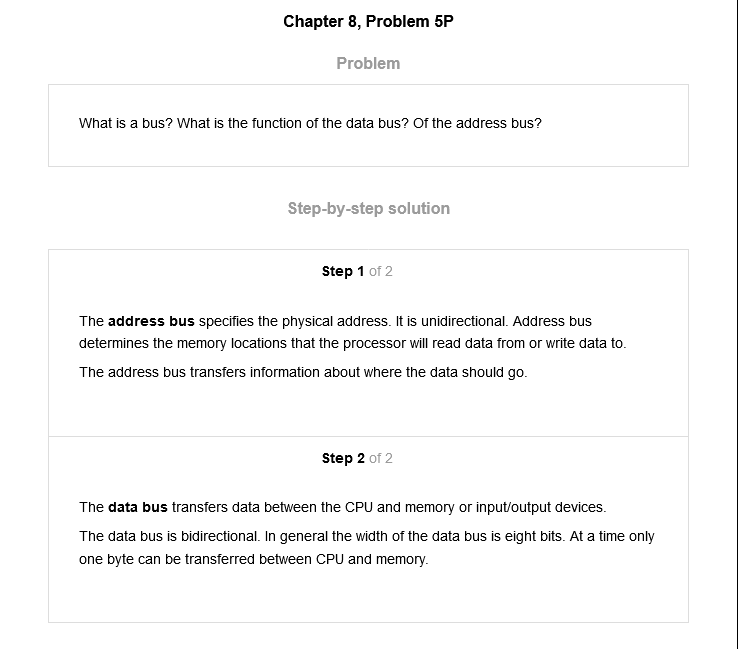 Chapter 8, Problem 5P
Problem
What is a bus? What is the function of the data bus? Of the address bus?
Step-by-step solution
Step 1 of 2
The address bus specifies the physical address. It is unidirectional. Address bus
determines the memory locations that the processor will read data from or write data to.
The address bus transfers information about where the data should go.
Step 2 of 2
The data bus transfers data between the CPU and memory or input/output devices.
The data bus is bidirectional. In general the width of the data bus is eight bits. At a time only
one byte can be transferred between CPU and memory.